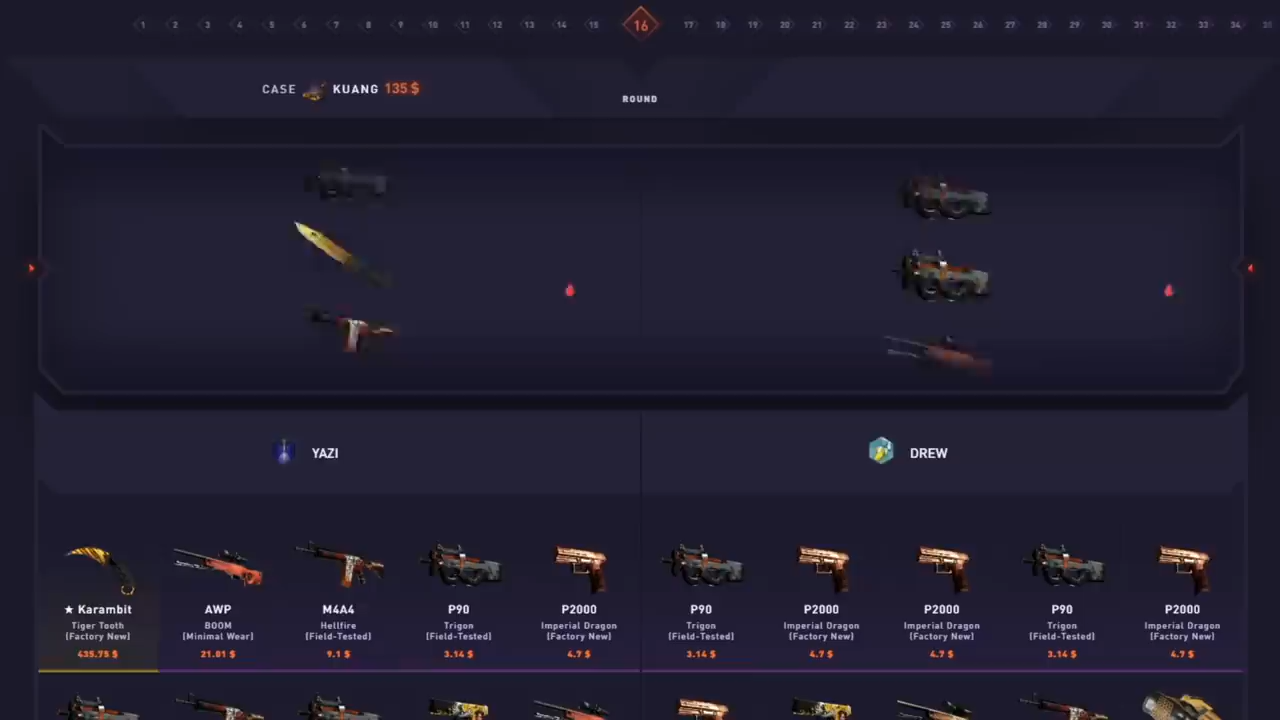 1 2 3 4 5 6 7 8 9 10 11 12 13 14 15 16 17 18 19 20 21 22 23 24 25 26 27 28 29 30 31 32 33 34
CASE KUANG 135 $
ROUND
YAZI
DREW
★ Karambit
Tiger Tooth
(Factory New)
435.75 $
AWP
BOOM
(Minimal Wear)
21.01 $
M4A4
Hellfire
(Field-Tested)
9.1 $
P90
Trigon
(Field-Tested)
3.14 $
P2000
Imperial Dragon
(Factory New)
4.7 $
P90
Trigon
(Field-Tested)
3.14 $
P2000
Imperial Dragon
(Factory New)
4.7 $
P2000
Imperial Dragon
(Factory New)
4.7 $
P90
Trigon
(Field-Tested)
3.14 $
P2000
Imperial Dragon
(Factory New)
4.7 $